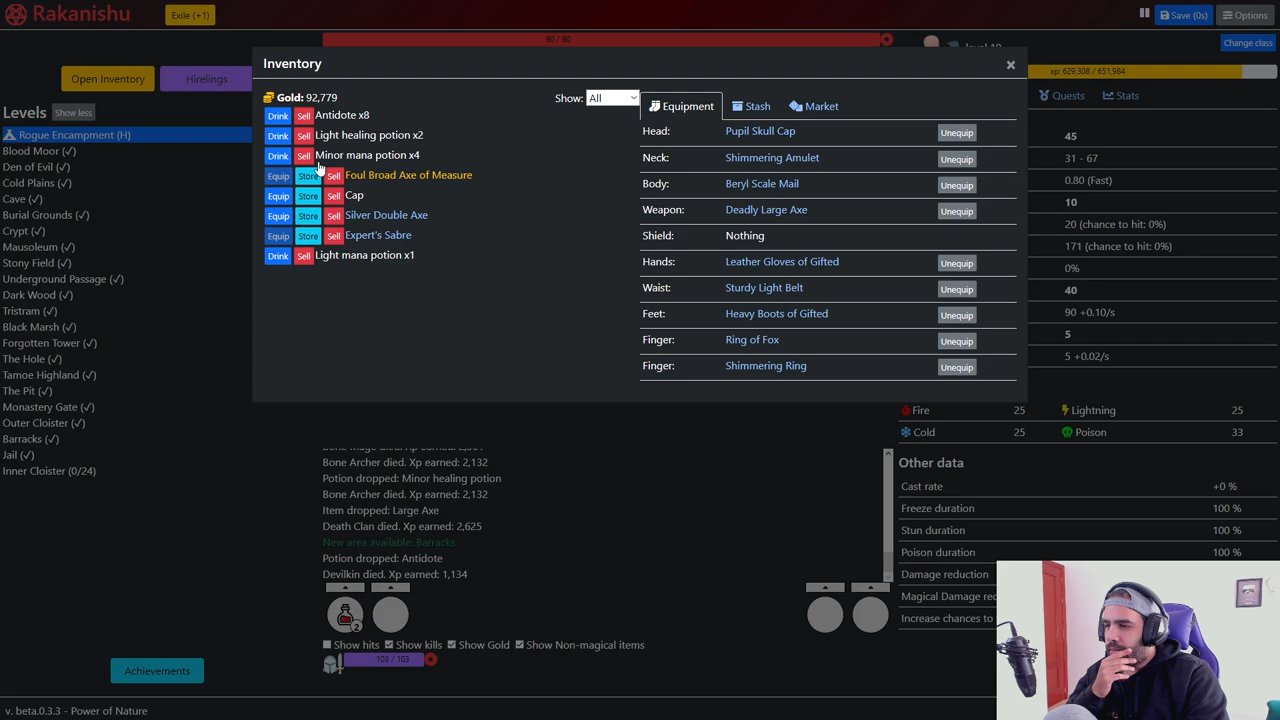 Rakanishu
Exile (+1)
Save (0s)
Options
90 / 90
Change class
Open Inventory
Hirelings
xp: 629,308 / 651,984
Quests
Stats
Levels
Show less
Rogue Encampment (H)
Blood Moor (✓)
Den of Evil (✓)
Cold Plains (✓)
Cave (✓)
Burial Grounds (✓)
Crypt (✓)
Mausoleum (✓)
Stony Field (✓)
Underground Passage (✓)
Dark Wood (✓)
Tristram (✓)
Black Marsh (✓)
Forgotten Tower (✓)
The Hole (✓)
Tamoe Highland (✓)
The Pit (✓)
Monastery Gate (✓)
Outer Cloister (✓)
Barracks (✓)
Jail (✓)
Inner Cloister (0/24)
Inventory
×
Gold: 92,779
Show: All
Drink Sell Antidote x8
Drink Sell Light healing potion x2
Drink Sell Minor mana potion x4
Equip Store Sell Foul Broad Axe of Measure
Equip Store Sell Cap
Equip Store Sell Silver Double Axe
Equip Store Sell Expert's Sabre
Drink Sell Light mana potion x1
Equipment
Stash
Market
Head: Pupil Skull Cap Unequip
Neck: Shimmering Amulet Unequip
Body: Beryl Scale Mail Unequip
Weapon: Deadly Large Axe Unequip
Shield: Nothing
Hands: Leather Gloves of Gifted Unequip
Waist: Sturdy Light Belt Unequip
Feet: Heavy Boots of Gifted Unequip
Finger: Ring of Fox Unequip
Finger: Shimmering Ring Unequip
45
31 - 67
0.80 (Fast)
10
20 (chance to hit: 0%)
171 (chance to hit: 0%)
0%
40
90 +0.10/s
5
5 +0.02/s
Fire 25
Lightning 25
Cold 25
Poison 33
Other data
Cast rate +0 %
Freeze duration 100 %
Stun duration 100 %
Poison duration 100 %
Damage reduction
Magical Damage
Increase chances to
Bone Archer died. Xp earned: 2,132
Potion dropped: Minor healing potion
Bone Archer died. Xp earned: 2,132
Item dropped: Large Axe
Death Clan died. Xp earned: 2,625
New area available: Barracks
Potion dropped: Antidote
Devilkin died. Xp earned: 1,134
2
Show hits
Show kills
Show Gold
Show Non-magical items
103 / 103
Achievements
v. beta.0.3.3 - Power of Nature